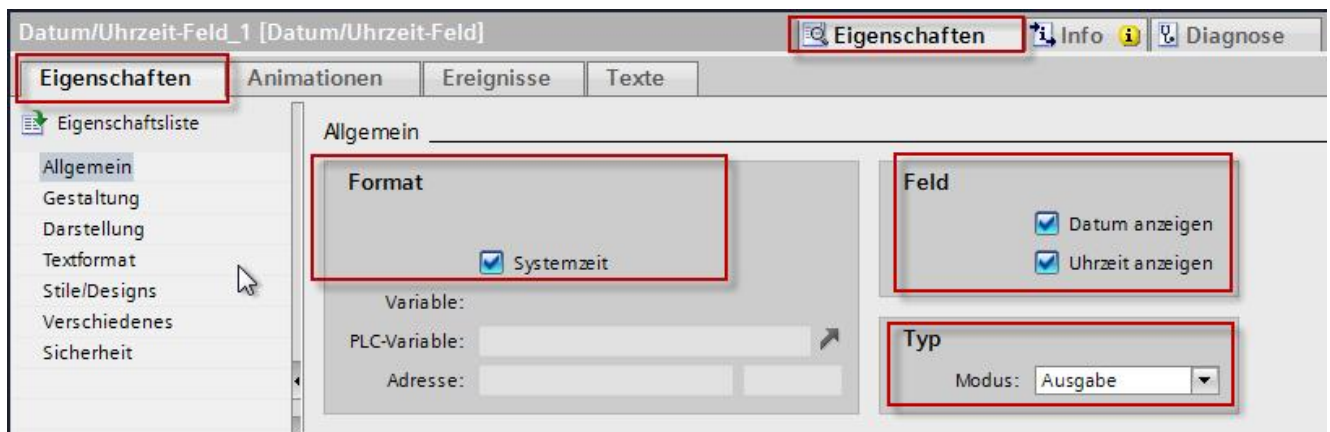 Datum/Uhrzeit-Feld_1 [Datum/Uhrzeit-Feld]
Eigenschaften
Info
Diagnose
Eigenschaften
Animationen
Ereignisse
Texte
Eigenschaftsliste
Allgemein
Gestaltung
Darstellung
Textformat
Stile/Designs
Verschiedenes
Sicherheit
Allgemein
Format
Systemzeit
Variable:
PLC-Variable:
Adresse:
Feld
Datum anzeigen
Uhrzeit anzeigen
Typ
Modus: Ausgabe